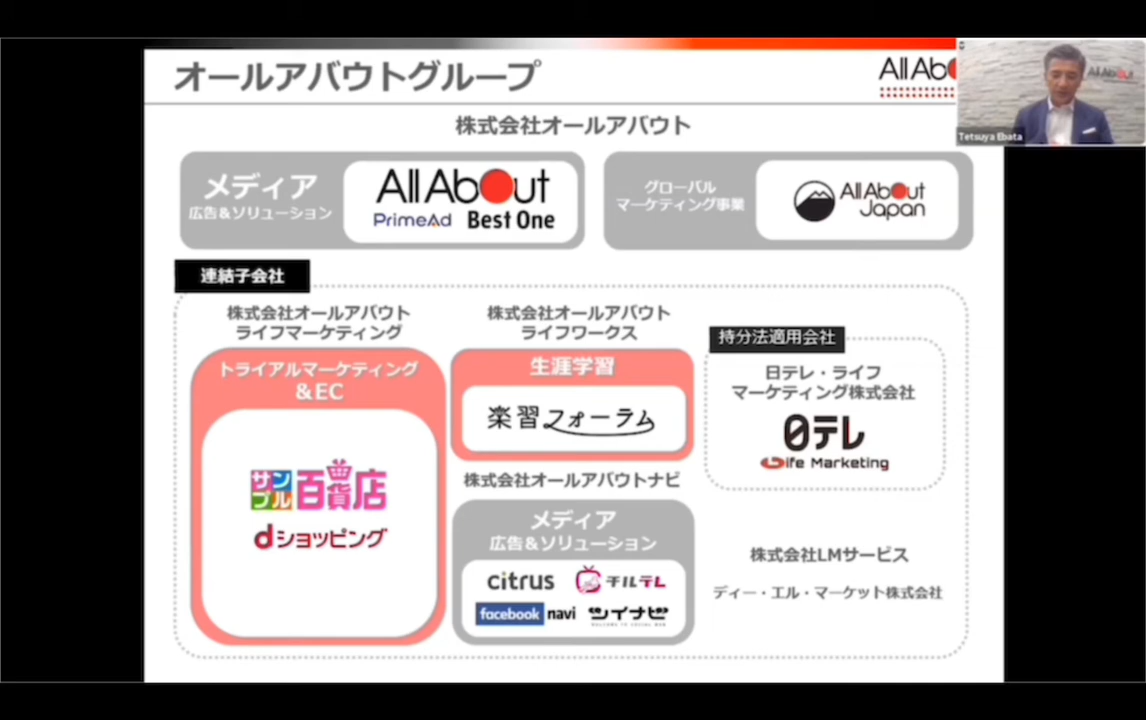 オールアバウトグループ
All Abo
All About
Tetsuya Ebata
株式会社オールアバウト
メディア
広告&ソリューション
All About
PrimeAd Best One
グローバル
マーケティング事業
All About
Japan
連結子会社
株式会社オールアバウト
ライフマーケティング
トライアルマーケティング
&EC
サンプル百貨店
dショッピング
株式会社オールアバウト
ライフワークス
生涯学習
楽習フォーラム
株式会社オールアバウトナビ
メディア
広告&ソリューション
citrus チルテレ
facebook navi ツイナビ
WELCOME TO SOCIAL WEB
持分法適用会社
日テレ・ライフ
マーケティング株式会社
日テレ
Life Marketing
株式会社LMサービス
ディー・エル・マーケット株式会社